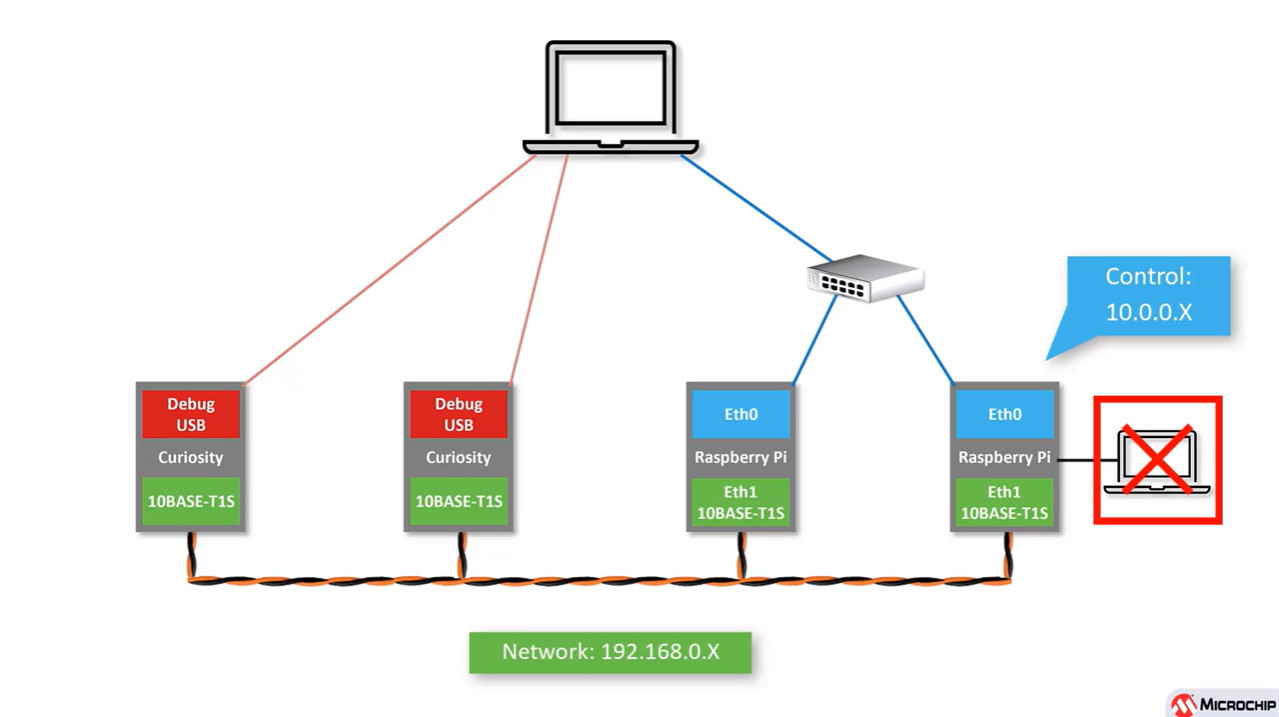 Control:
10.0.0.X
Debug
USB
Curiosity
10BASE-T1S
Debug
USB
Curiosity
10BASE-T1S
Eth0
Raspberry Pi
Eth1
10BASE-T1S
Eth0
Raspberry Pi
Eth1
10BASE-T1S
Network: 192.168.0.X
MICROCHIP